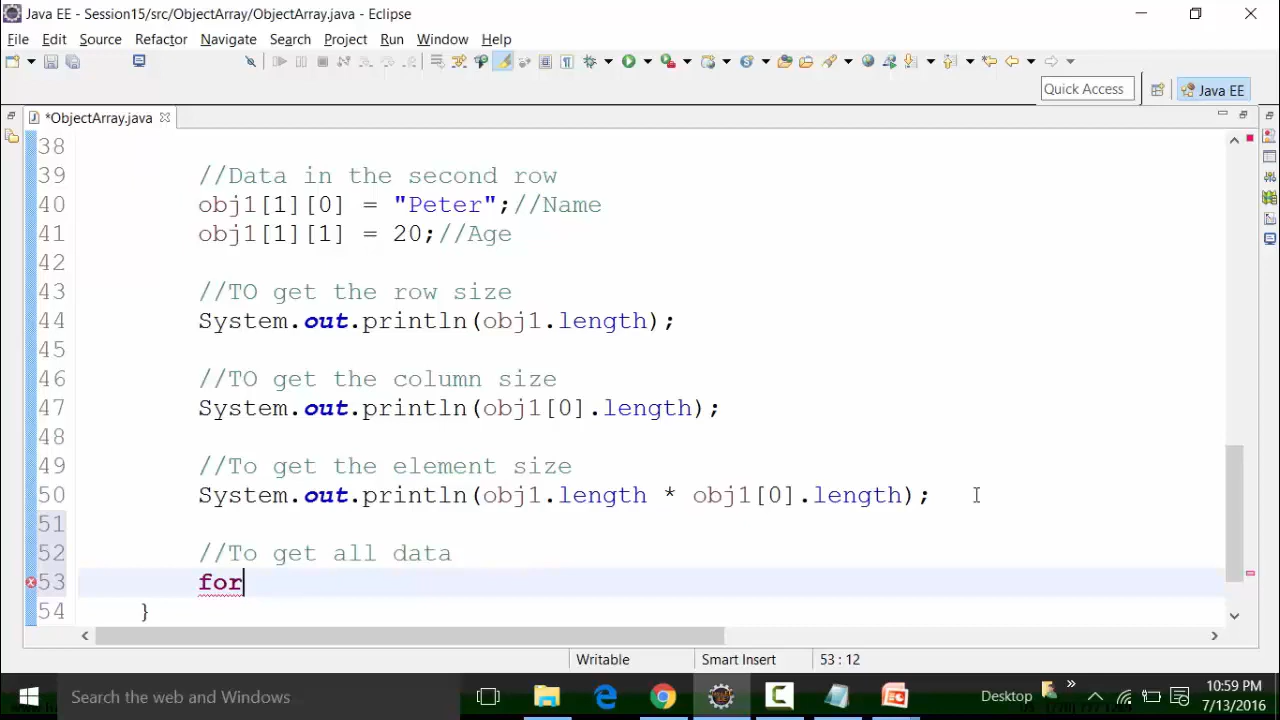 Java EE - Session15/src/ObjectArray/ObjectArray.java - Eclipse
File Edit Source Refactor Navigate Search Project Run Window Help
Quick Access
Java EE
*ObjectArray.java
38
39 //Data in the second row
40 obj1[1][0] = "Peter";//Name
41 obj1[1][1] = 20;//Age
42
43 //TO get the row size
44 System.out.println(obj1.length);
45
46 //TO get the column size
47 System.out.println(obj1[0].length);
48
49 //To get the element size
50 System.out.println(obj1.length * obj1[0].length);
51
52 //To get all data
53 for
54 }
Writable Smart Insert 53 : 12
Search the web and Windows
Desktop
10:59 PM
7/13/2016